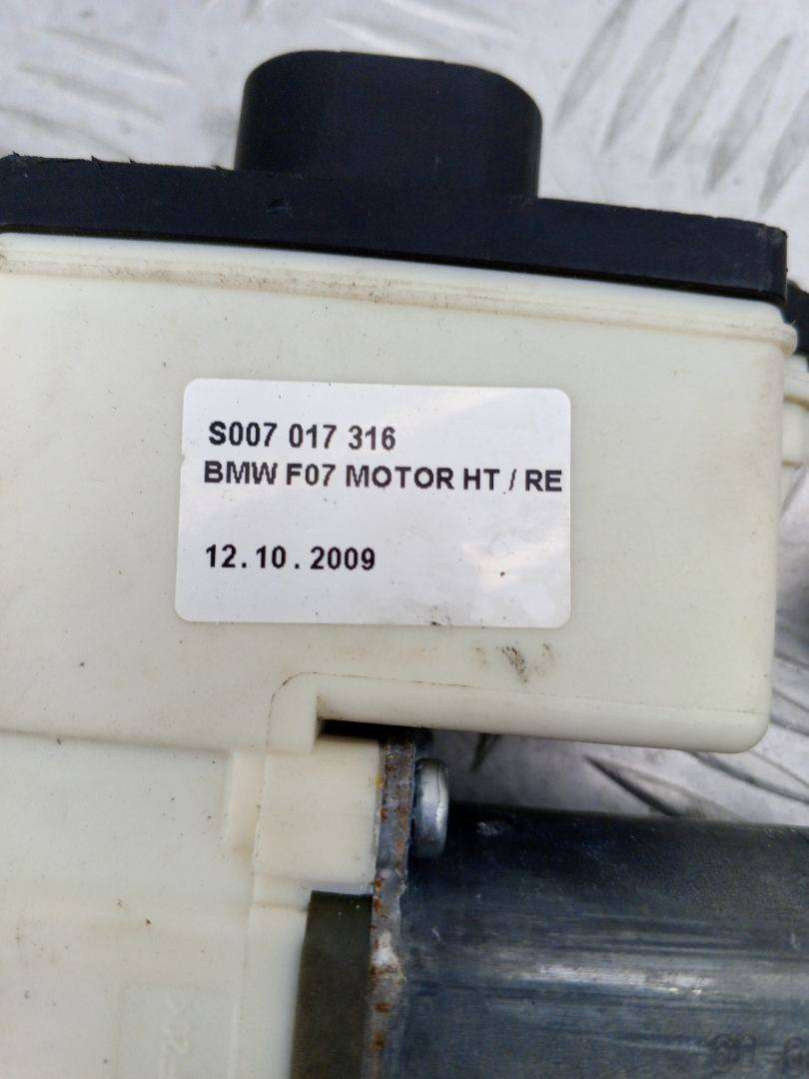 S007 017 316
BMW F07 MOTOR HT / RE
12.10.2009